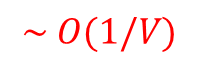 ~ 𝑂(1/𝑉)